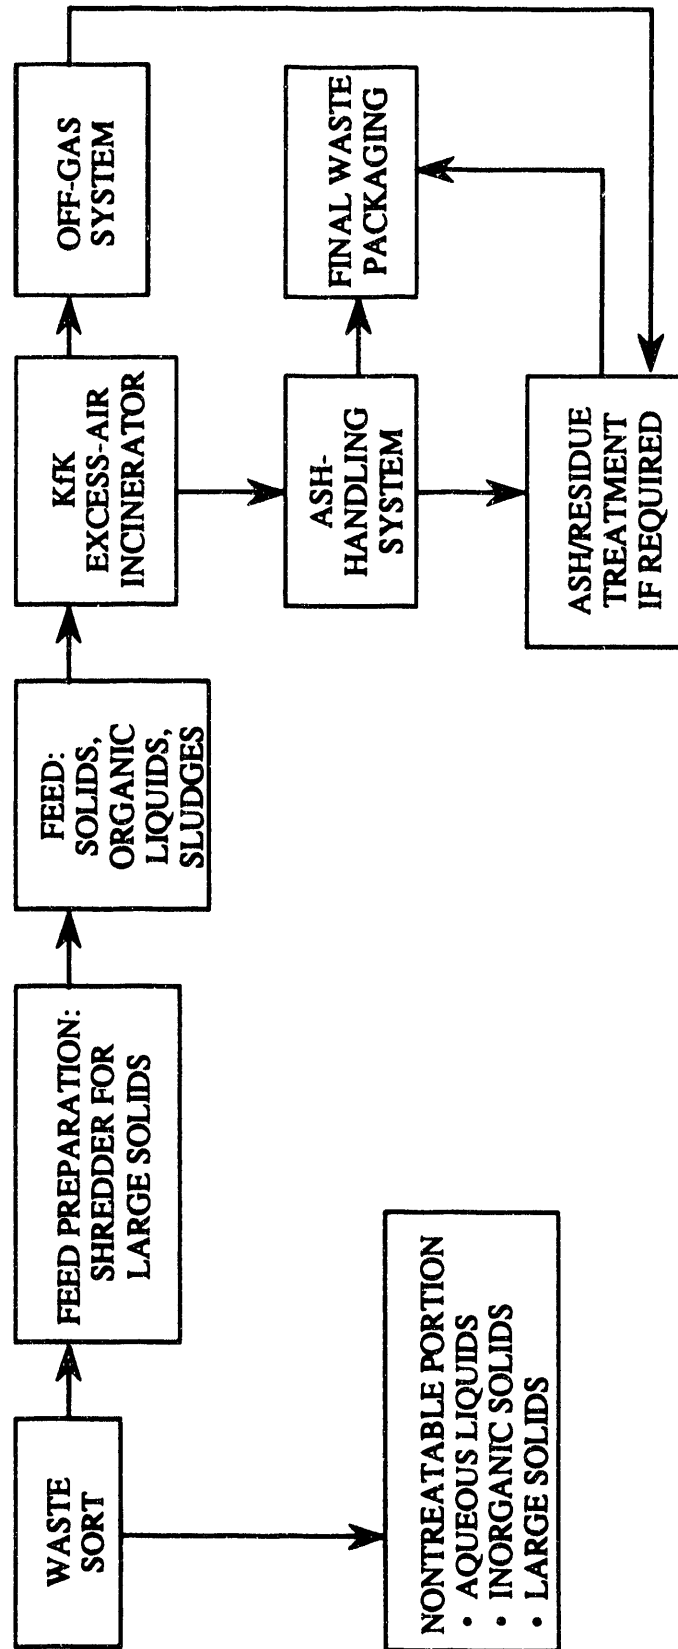 WASTE
SORT
FEED PREPARATION:
SHREDDER FOR
LARGE SOLIDS
FEED:
SOLIDS,
ORGANIC
LIQUIDS,
SLUDGES
KfK
EXCESS-AIR
INCINERATOR
OFF-GAS
SYSTEM
NONTREATABLE PORTION
• AQUEOUS LIQUIDS
• INORGANIC SOLIDS
• LARGE SOLIDS
ASH-
HANDLING
SYSTEM
FINAL WASTE
PACKAGING
ASH/RESIDUE
TREATMENT
IF REQUIRED